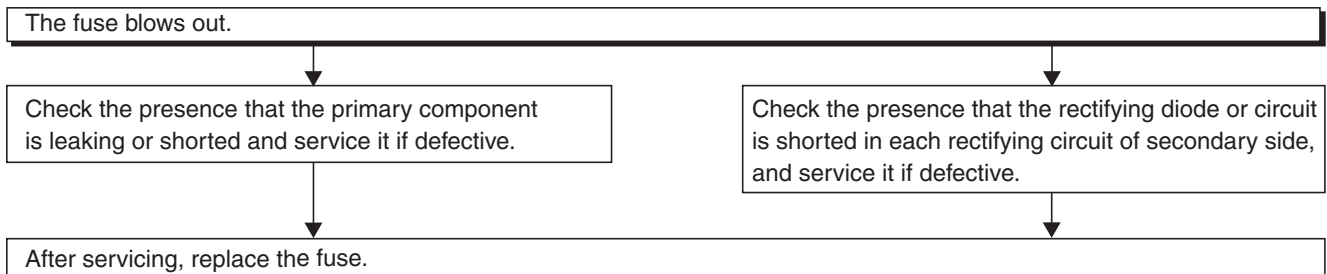 The fuse blows out.
Check the presence that the primary component
is leaking or shorted and service it if defective.
Check the presence that the rectifying diode or circuit
is shorted in each rectifying circuit of secondary side,
and service it if defective.
After servicing, replace the fuse.